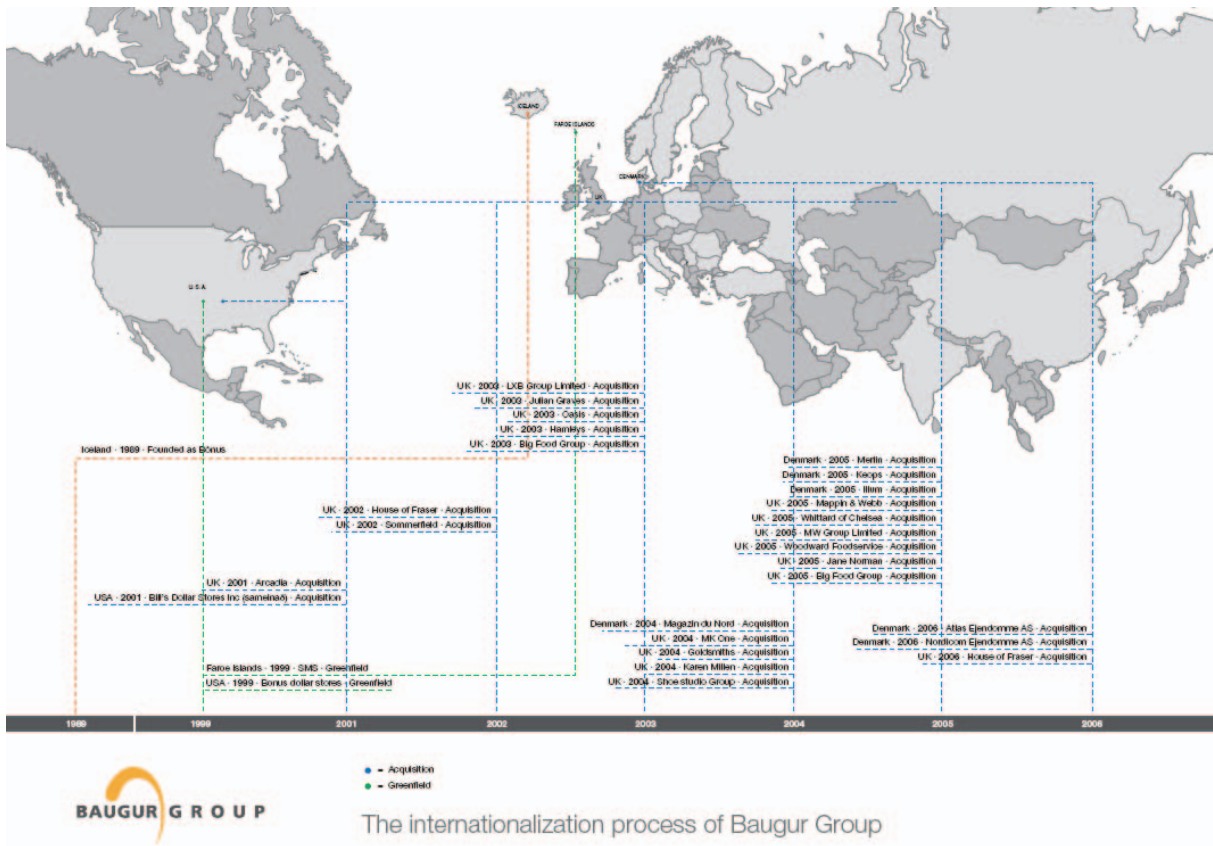 ICELAND
FAROE ISLANDS
DENMARK
UK
U.S.A.
UK · 2003 · LXB Group Limited · Acquisition
UK · 2003 · Julian Graves · Acquisition
UK · 2003 · Oasis · Acquisition
UK · 2003 · Hamleys · Acquisition
UK · 2003 · Big Food Group · Acquisition
Iceland · 1989 · Founded as Bónus
Denmark · 2005 · Merlin · Acquisition
Denmark · 2005 · Keops · Acquisition
Denmark · 2005 · Illum · Acquisition
UK · 2005 · Mappin & Webb · Acquisition
UK · 2005 · Whittard of Chelsea · Acquisition
UK · 2005 · MW Group Limited · Acquisition
UK · 2005 · Woodward Foodservice · Acquisition
UK · 2005 · Jane Norman · Acquisition
UK · 2005 · Big Food Group · Acquisition
UK · 2002 · House of Fraser · Acquisition
UK · 2002 · Sommerfield · Acquisition
UK · 2001 · Arcadia · Acquisition
USA · 2001 · Bill's Dollar Stores Inc (sameinað) · Acquisition
Denmark · 2004 · Magazin du Nord · Acquisition
UK · 2004 · MK One · Acquisition
UK · 2004 · Goldsmiths · Acquisition
UK · 2004 · Karen Millen · Acquisition
UK · 2004 · Shoe studio Group · Acquisition
Denmark · 2006 · Atlas Ejendomme AS · Acquisition
Denmark · 2006 · Nordicom Ejendomme AS · Acquisition
UK · 2006 · House of Fraser · Acquisition
Faroe Islands · 1999 · SMS · Greenfield
USA · 1999 · Bonus dollar stores · Greenfield
1989 1999 2001 2002 2003 2004 2005 2006
– Acquisition
– Greenfield
BAUGUR GROUP
The internationalization process of Baugur Group